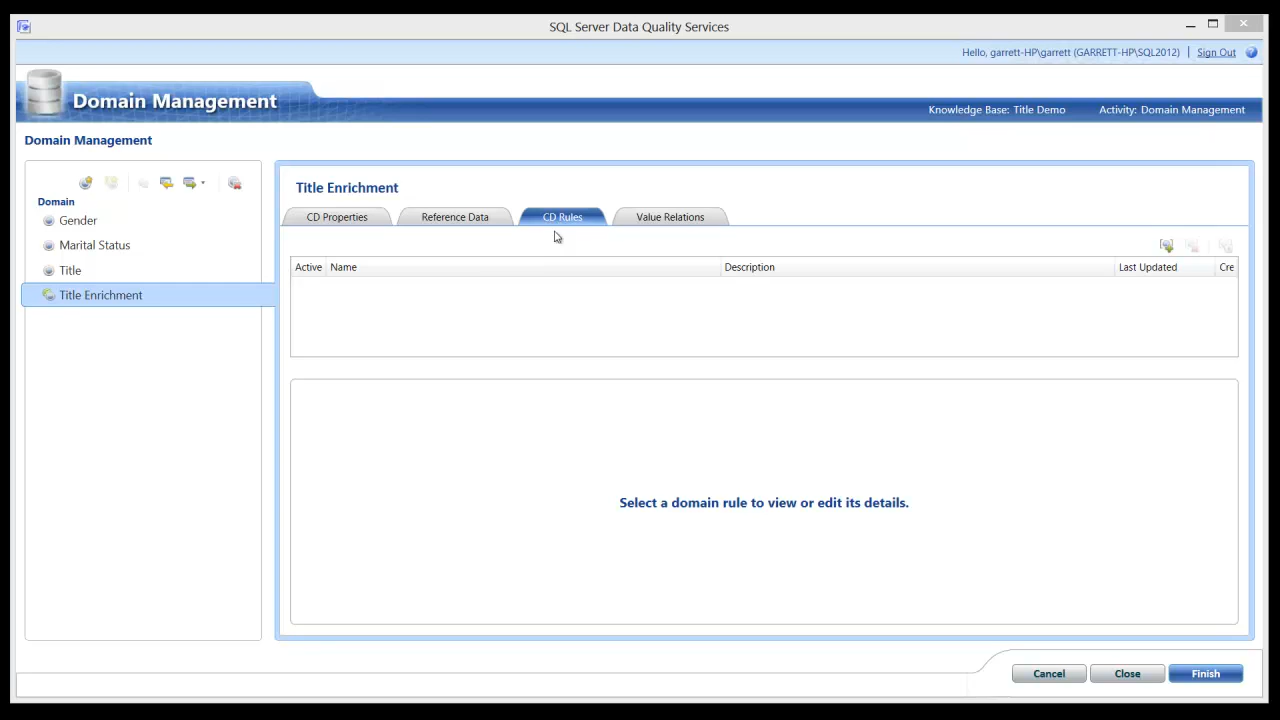 SQL Server Data Quality Services
Hello, garrett-HP\garrett (GARRETT-HP\SQL2012) | Sign Out
Domain Management
Knowledge Base: Title Demo Activity: Domain Management
Domain Management
Domain
Gender
Marital Status
Title
Title Enrichment
Title Enrichment
CD Properties Reference Data CD Rules Value Relations
Active Name Description Last Updated Cre
Select a domain rule to view or edit its details.
Cancel Close Finish